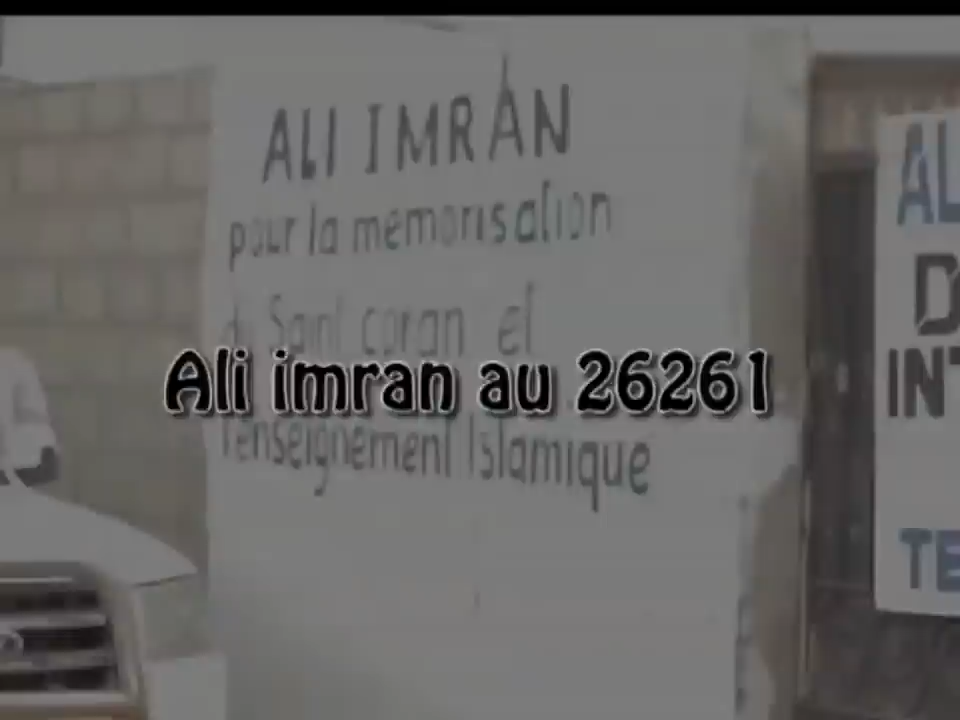 ALI IMRAN
pour la memorisation
du Saint coran et
Ali imran au 26261
l'enseignement Islamique
AL
D
INT
TE